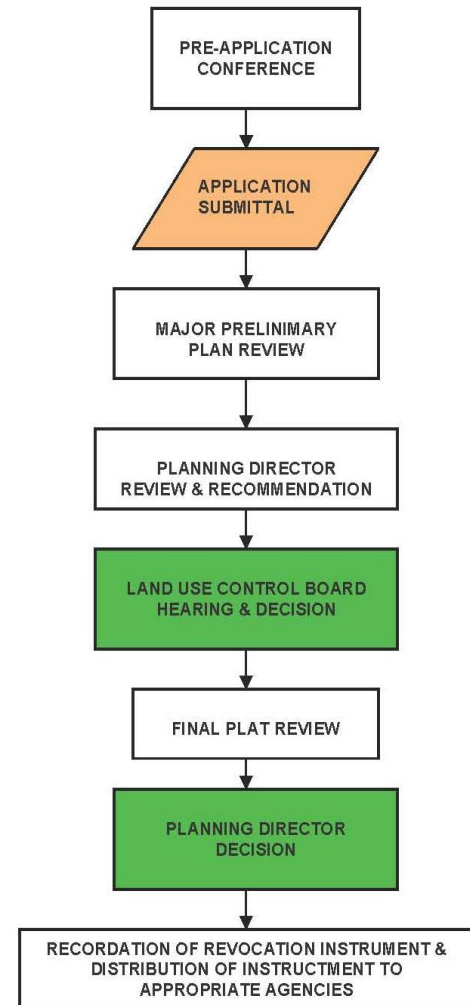 PRE-APPLICATION
CONFERENCE
APPLICATION
SUBMITTAL
MAJOR PRELINIMARY
PLAN REVIEW
PLANNING DIRECTOR
REVIEW & RECOMMENDATION
LAND USE CONTROL BOARD
HEARING & DECISION
FINAL PLAT REVIEW
PLANNING DIRECTOR
DECISION
RECORDATION OF REVOCATION INSTRUMENT &
DISTRIBUTION OF INSTRUCTMENT TO
APPROPRIATE AGENCIES